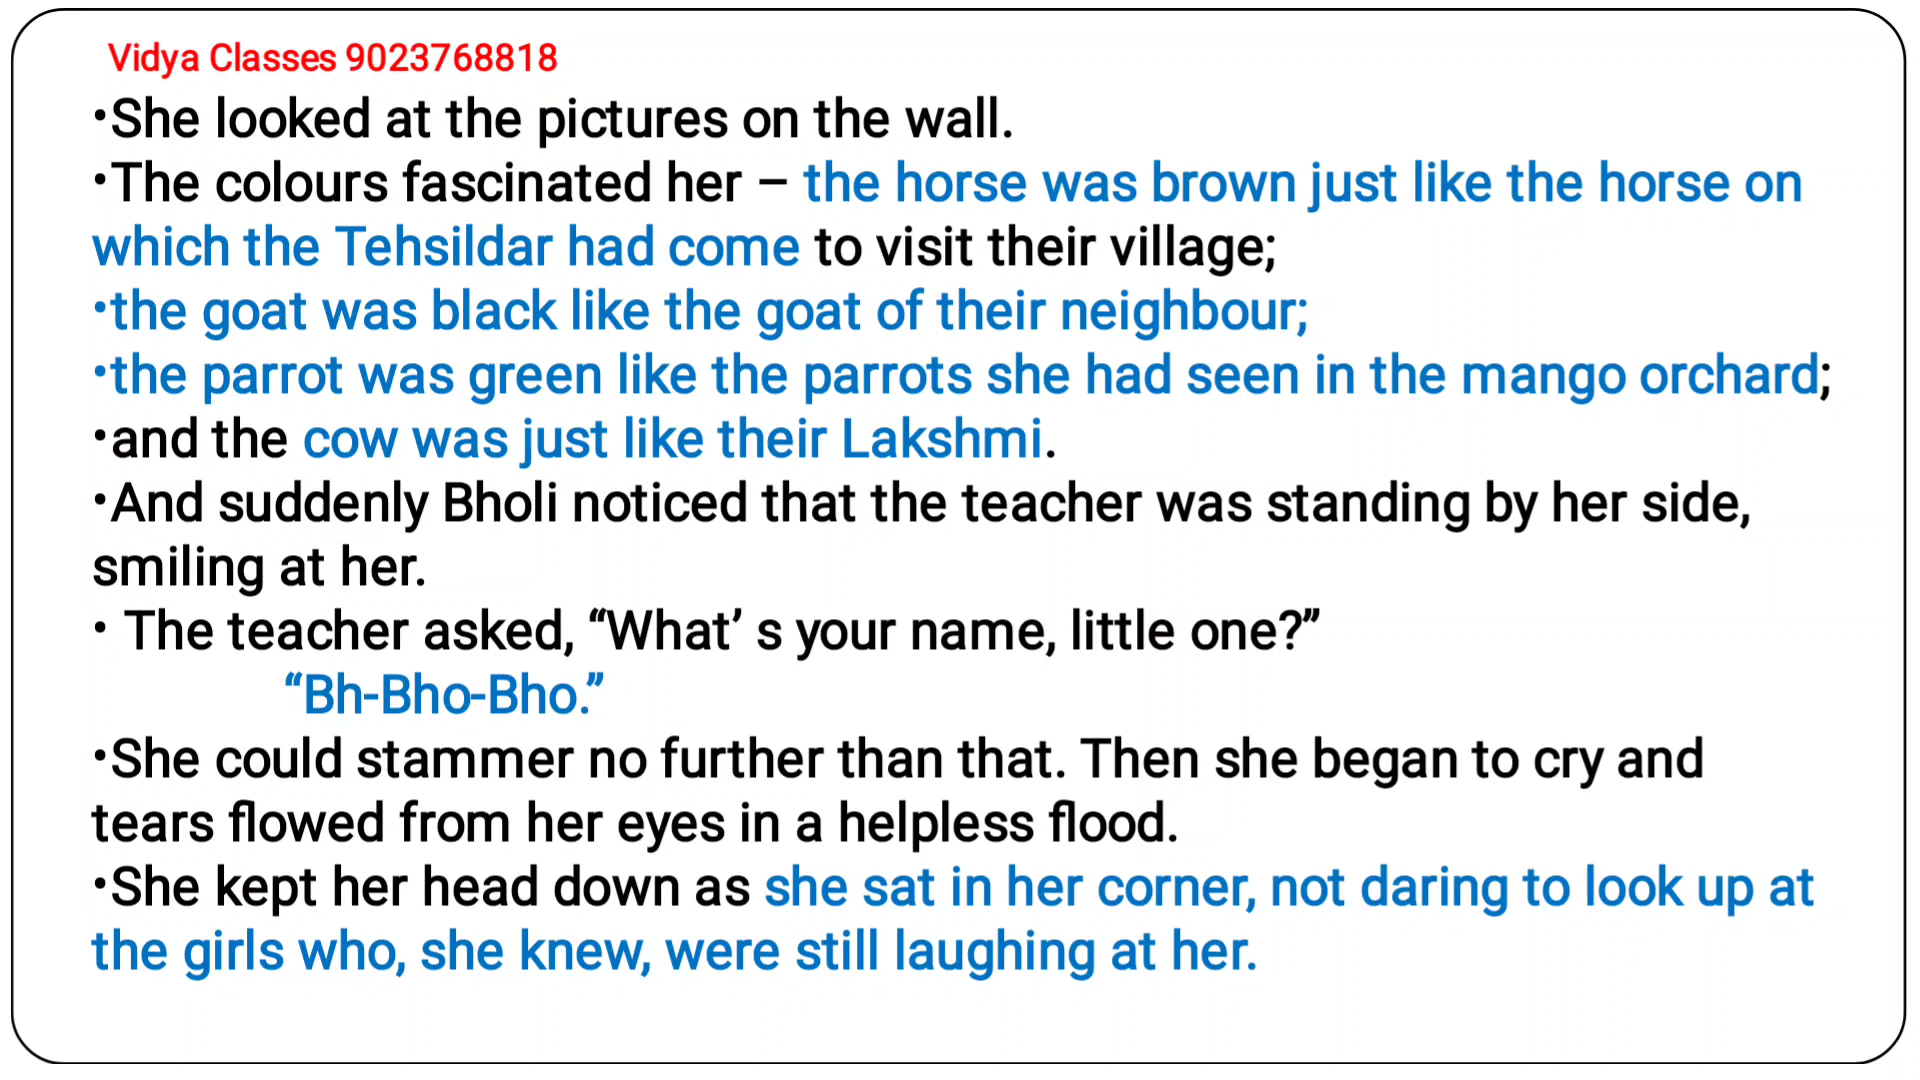 Vidya Classes 9023768818
•She looked at the pictures on the wall.
•The colours fascinated her – the horse was brown just like the horse on
which the Tehsildar had come to visit their village;
•the goat was black like the goat of their neighbour;
•the parrot was green like the parrots she had seen in the mango orchard;
•and the cow was just like their Lakshmi.
•And suddenly Bholi noticed that the teacher was standing by her side,
smiling at her.
• The teacher asked, “What’ s your name, little one?”
“Bh-Bho-Bho.”
•She could stammer no further than that. Then she began to cry and
tears flowed from her eyes in a helpless flood.
•She kept her head down as she sat in her corner, not daring to look up at
the girls who, she knew, were still laughing at her.